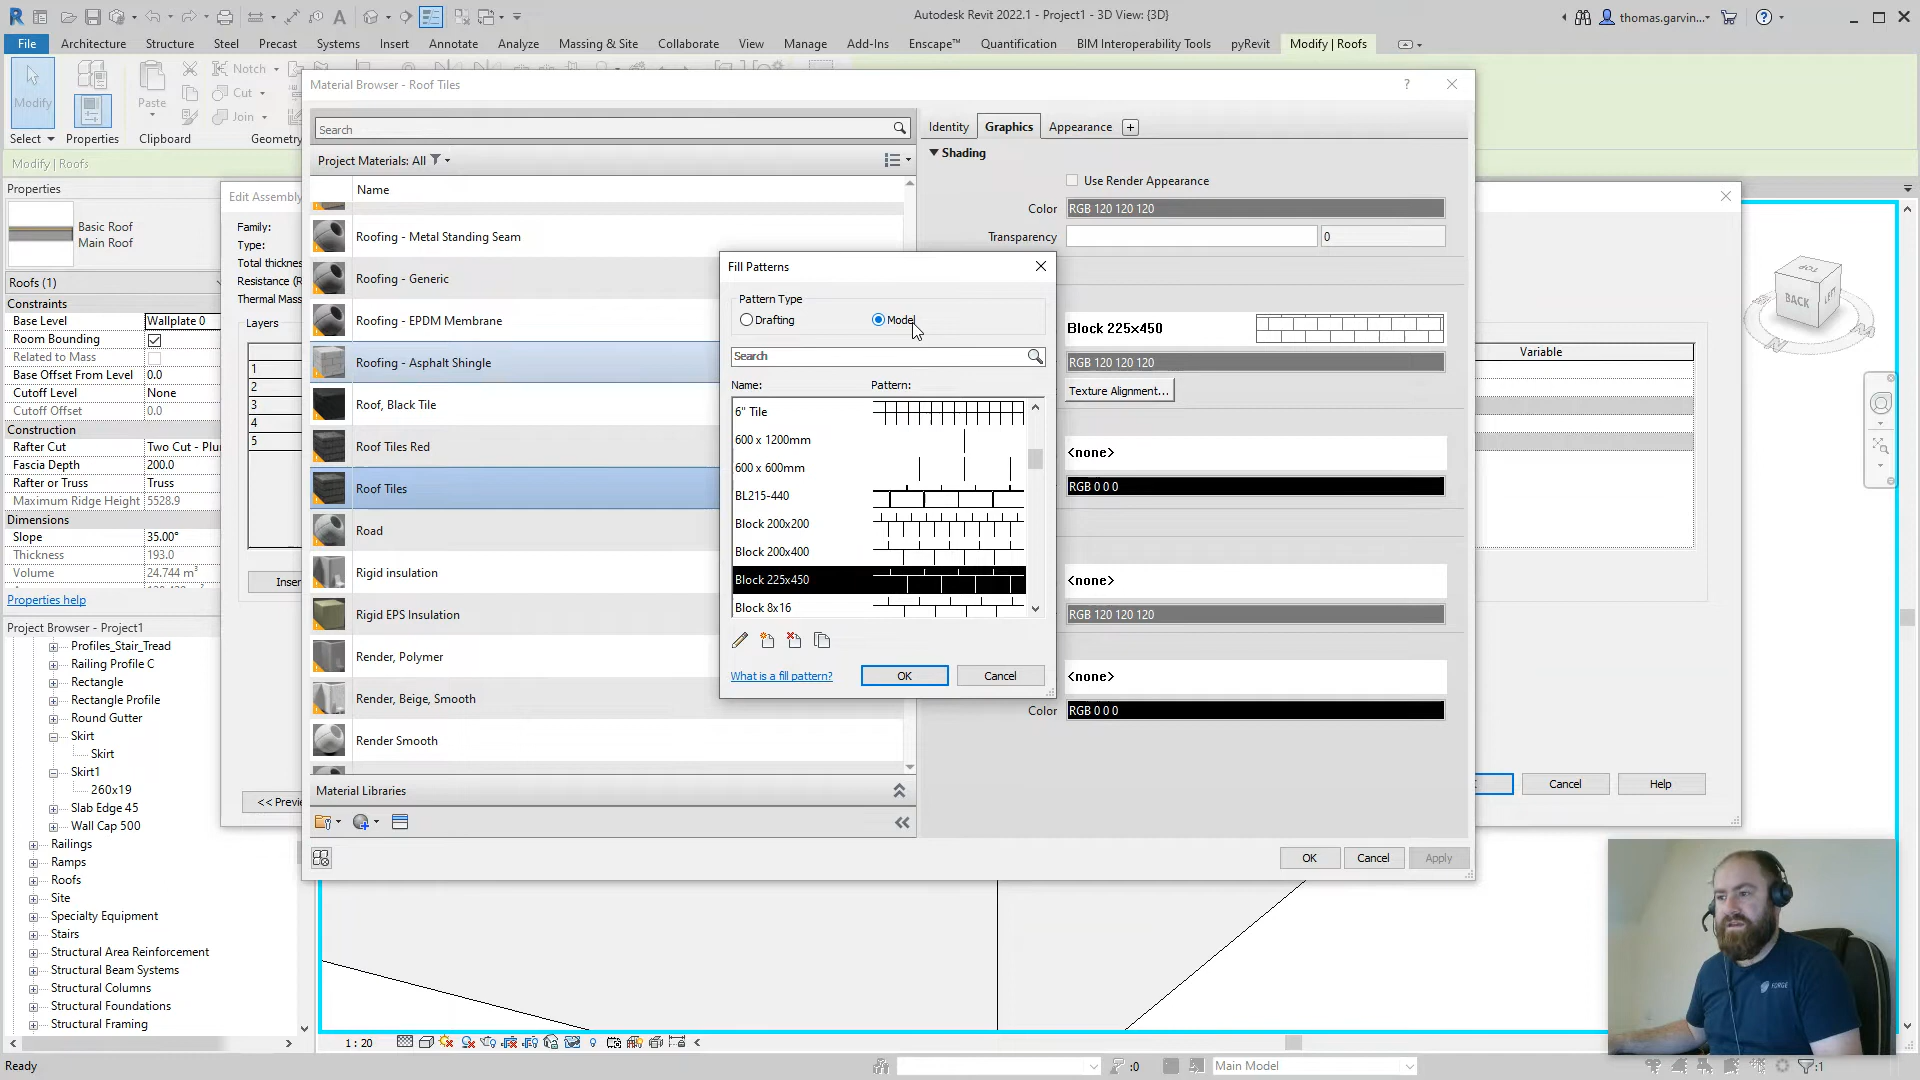 Autodesk Revit 2022.1 - Project1 - 3D View: {3D}
thomas.garvin...
File Architecture Structure Steel Precast Systems Insert Annotate Analyze Massing & Site Collaborate View Manage Add-Ins Enscape™ Quantification BIM Interoperability Tools pyRevit Modify | Roofs
Modify
Paste
Notch
Cut
Join
Select Properties Clipboard Geometry
Modify | Roofs
Properties
Basic Roof
Main Roof
Roofs (1)
Constraints
Base Level Wallplate 0
Room Bounding
Related to Mass
Base Offset From Level 0.0
Cutoff Level None
Cutoff Offset 0.0
Construction
Rafter Cut Two Cut - Plu
Fascia Depth 200.0
Rafter or Truss Truss
Maximum Ridge Height 5528.9
Dimensions
Slope 35.00°
Thickness 193.0
Volume 24.744 m³
Properties help
Project Browser - Project1
Profiles_Stair_Tread
Railing Profile C
Rectangle
Rectangle Profile
Round Gutter
Skirt
Skirt
Skirt1
260x19
Slab Edge 45
Wall Cap 500
Railings
Ramps
Roofs
Site
Specialty Equipment
Stairs
Structural Area Reinforcement
Structural Beam Systems
Structural Columns
Structural Foundations
Structural Framing
Edit Assembly
Family:
Type:
Total thicknes
Resistance (R
Thermal Mass
Layers
1
2
3
4
5
Inser
<< Previe
Variable
Cancel
Help
Material Browser - Roof Tiles
?
Search
Project Materials: All
Name
Roofing - Metal Standing Seam
Roofing - Generic
Roofing - EPDM Membrane
Roofing - Asphalt Shingle
Roof, Black Tile
Roof Tiles Red
Roof Tiles
Road
Rigid insulation
Rigid EPS Insulation
Render, Polymer
Render, Beige, Smooth
Render Smooth
Material Libraries
Identity Graphics Appearance
Shading
Use Render Appearance
Color RGB 120 120 120
Transparency 0
Block 225x450
RGB 120 120 120
Texture Alignment...
<none>
RGB 0 0 0
<none>
RGB 120 120 120
<none>
Color RGB 0 0 0
OK Cancel Apply
Fill Patterns
Pattern Type
Drafting Model
Search
Name: Pattern:
6" Tile
600 x 1200mm
600 x 600mm
BL215-440
Block 200x200
Block 200x400
Block 225x450
Block 8x16
What is a fill pattern?
OK Cancel
TOP
BACK
LEFT
FORGE
1 : 20
Ready
:0
Main Model
:1